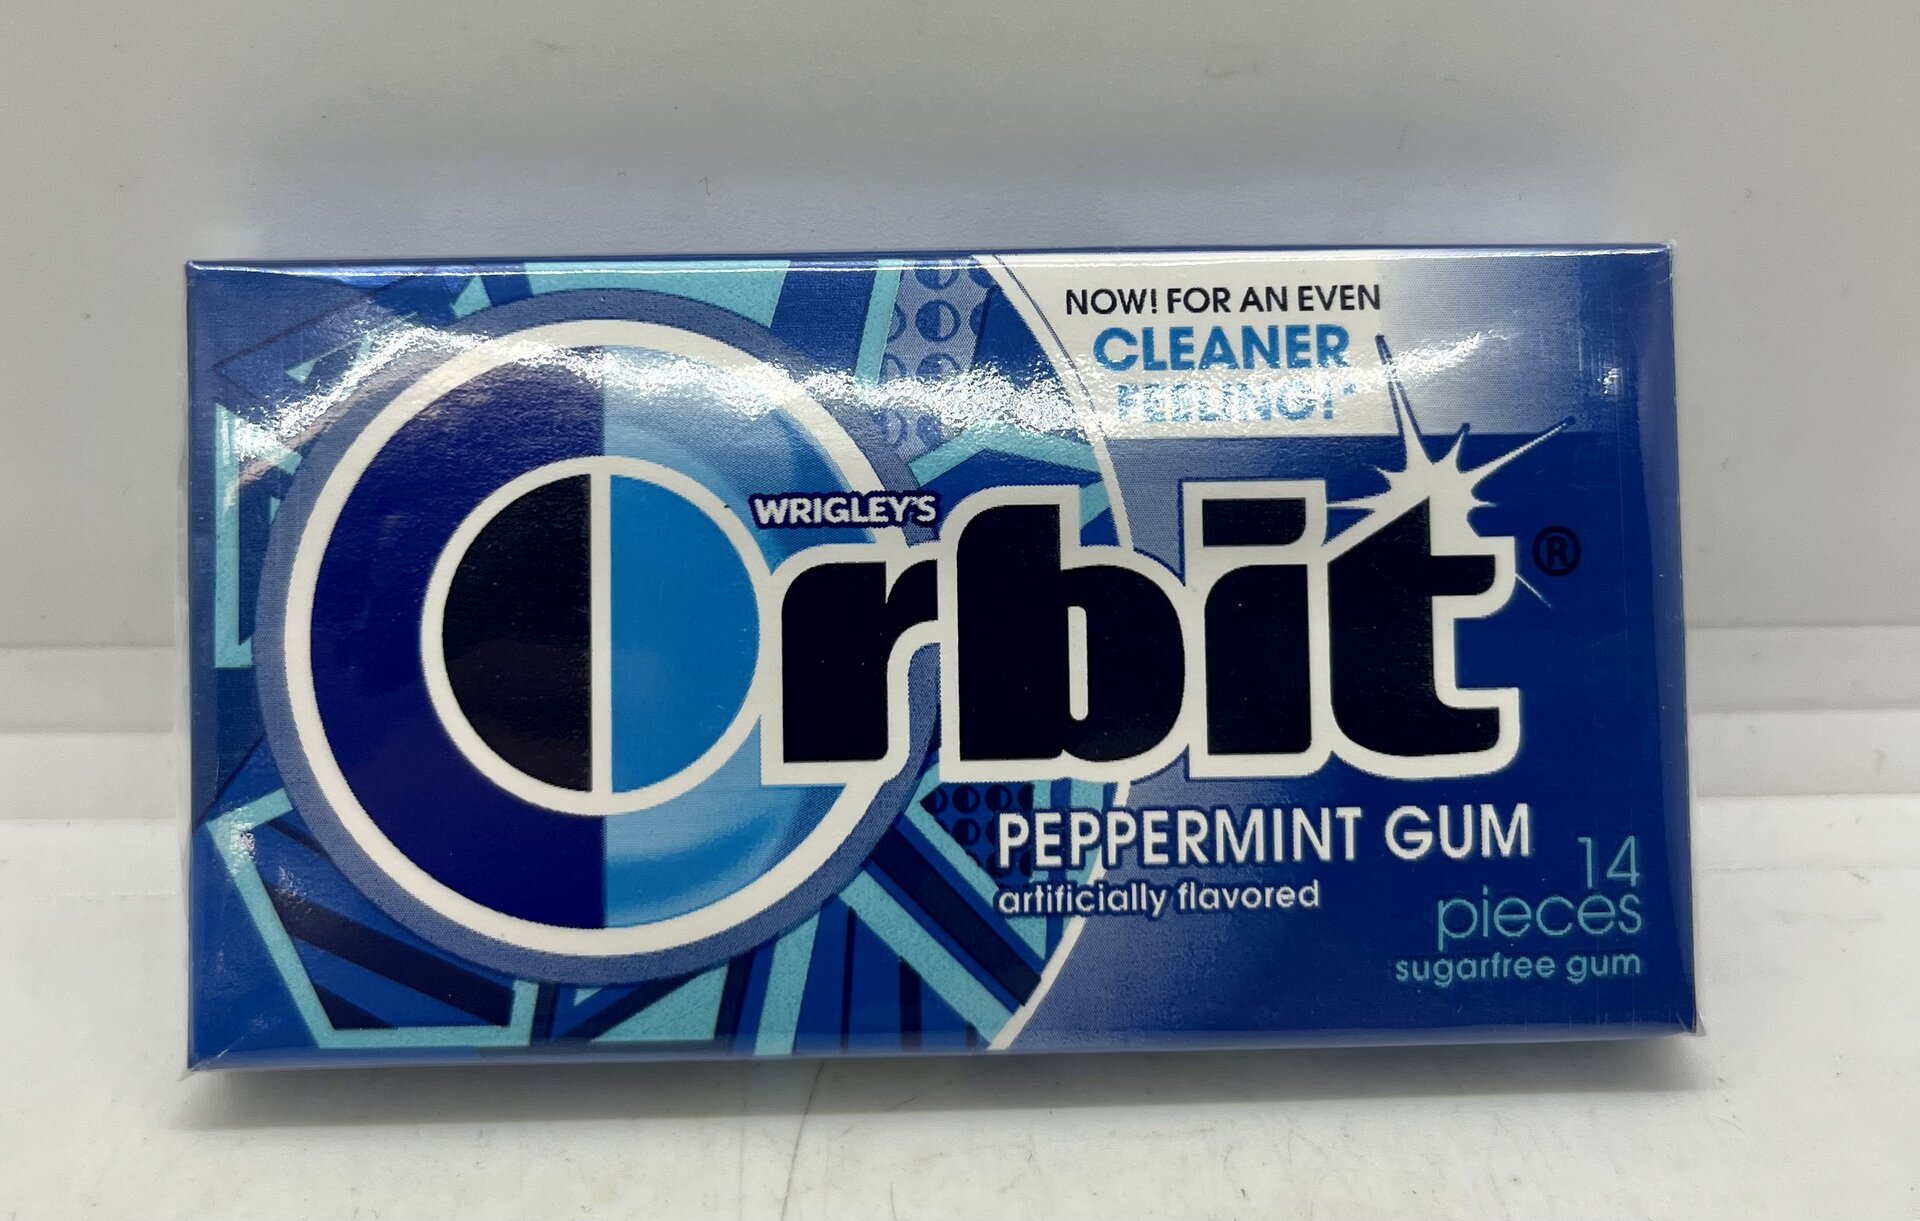 NOW! FOR AN EVEN
CLEANER
FEELING!*
WRIGLEY'S
Orbit®
PEPPERMINT GUM
artificially flavored
14
pieces
sugarfree gum